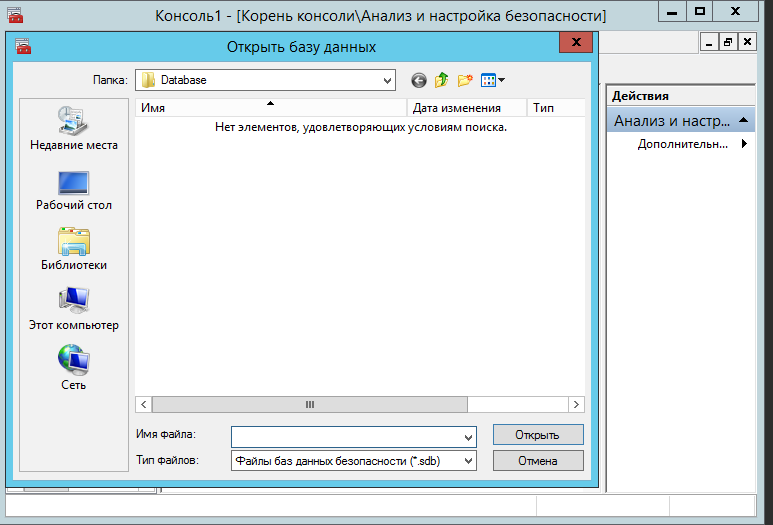 Консоль1 - [Корень консоли\Анализ и настройка безопасности]
Открыть базу данных
Папка: Database
Имя Дата изменения Тип
Нет элементов, удовлетворяющих условиям поиска.
Недавние места
Рабочий стол
Библиотеки
Этот компьютер
Сеть
Имя файла: Открыть
Тип файлов: Файлы баз данных безопасности (*.sdb) Отмена
Действия
Анализ и настр...
Дополнительн...